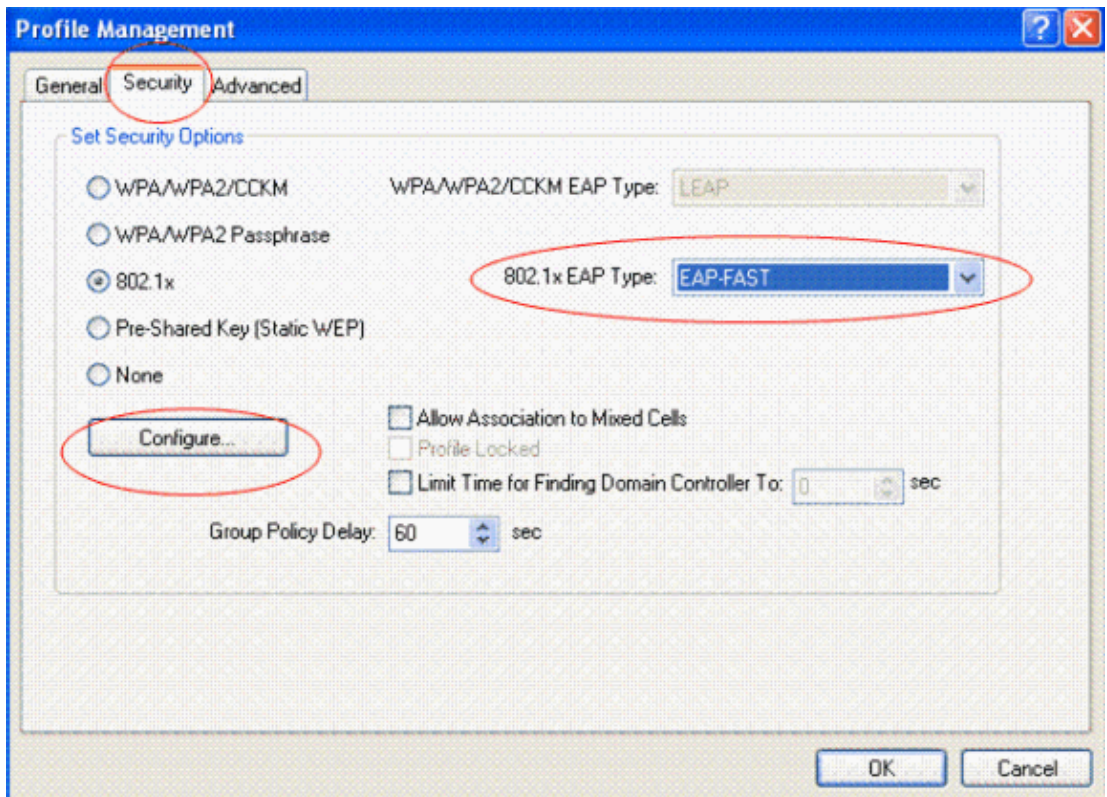 Profile Management
General Security Advanced
Set Security Options
WPA/WPA2/CCKM WPA/WPA2/CCKM EAP Type: LEAP
WPA/WPA2 Passphrase
802.1x 802.1x EAP Type: EAP-FAST
Pre-Shared Key (Static WEP)
None
Configure... Allow Association to Mixed Cells
Profile Locked
Limit Time for Finding Domain Controller To: 0 sec
Group Policy Delay: 60 sec
OK Cancel